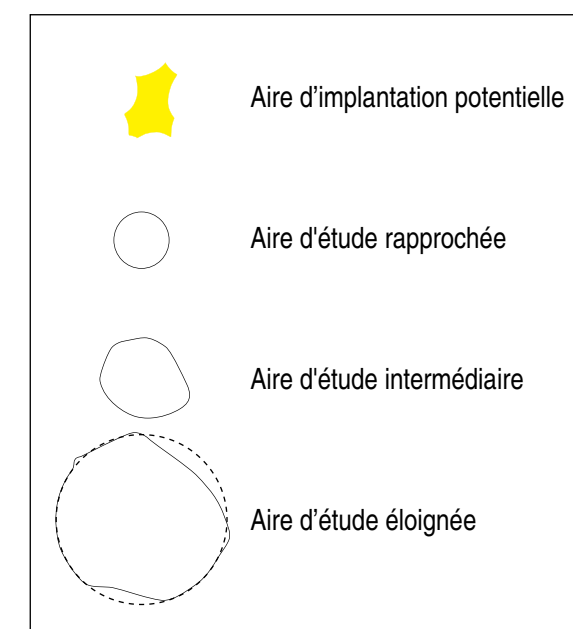 Aire d’implantation potentielle
Aire d'étude rapprochée
Aire d'étude intermédiaire
Aire d’étude éloignée